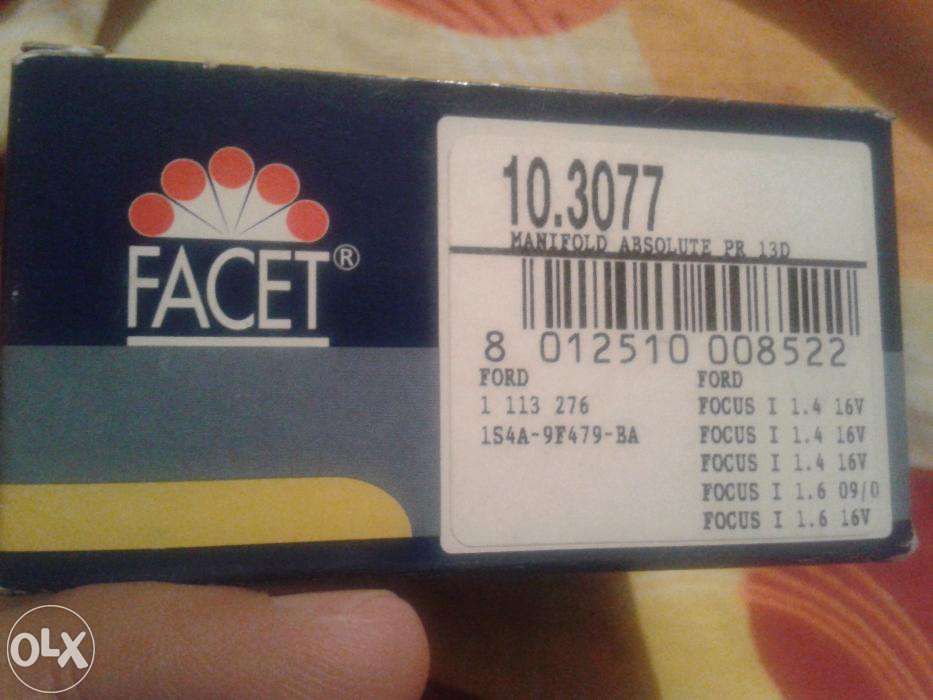 FACET®
10.3077
MANIFOLD ABSOLUTE PR 13D
8 012510 008522
FORD
1 113 276
1S4A-9F479-BA
FORD
FOCUS I 1.4 16V
FOCUS I 1.4 16V
FOCUS I 1.4 16V
FOCUS I 1.6 09/0
FOCUS I 1.6 16V
OLX